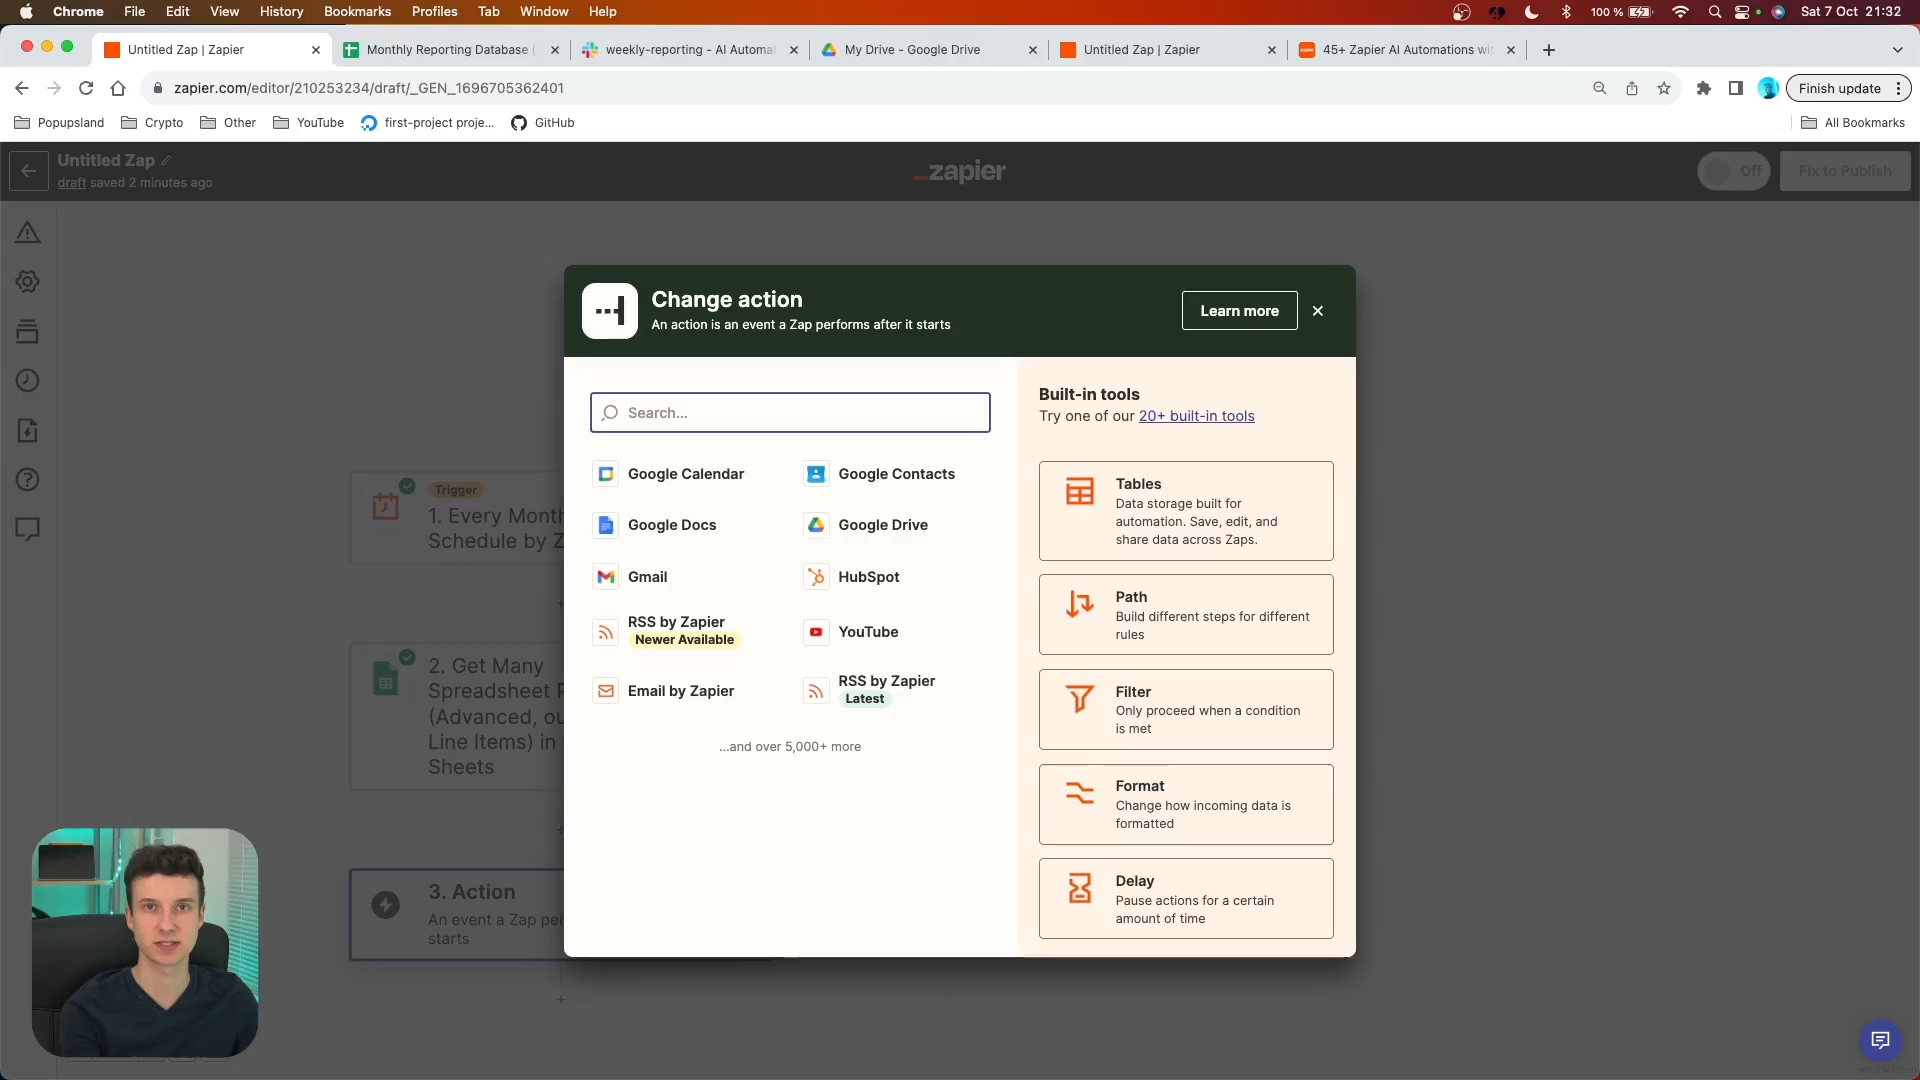 Chrome File Edit View History Bookmarks Profiles Tab Window Help 100 % Sat 7 Oct 21:32
Untitled Zap | Zapier Monthly Reporting Database ( weekly-reporting - AI Automat My Drive - Google Drive Untitled Zap | Zapier 45+ Zapier AI Automations wit
zapier.com/editor/210253234/draft/_GEN_1696705362401 Finish update
Popupsland Crypto Other YouTube first-project proje... GitHub All Bookmarks
Untitled Zap
draft saved 2 minutes ago
zapier
Off Fix to Publish
Change action
An action is an event a Zap performs after it starts
Learn more
Search...
Google Calendar Google Contacts
Google Docs Google Drive
Gmail HubSpot
RSS by Zapier
Newer Available
YouTube
Email by Zapier
RSS by Zapier
Latest
...and over 5,000+ more
Built-in tools
Try one of our 20+ built-in tools
Tables
Data storage built for
automation. Save, edit, and
share data across Zaps.
Path
Build different steps for different
rules
Filter
Only proceed when a condition
is met
Format
Change how incoming data is
formatted
Delay
Pause actions for a certain
amount of time
Trigger
1. Every Month
Schedule by Z
2. Get Many
Spreadsheet R
(Advanced, ou
Line Items) in
Sheets
3. Action
An event a Zap per
starts